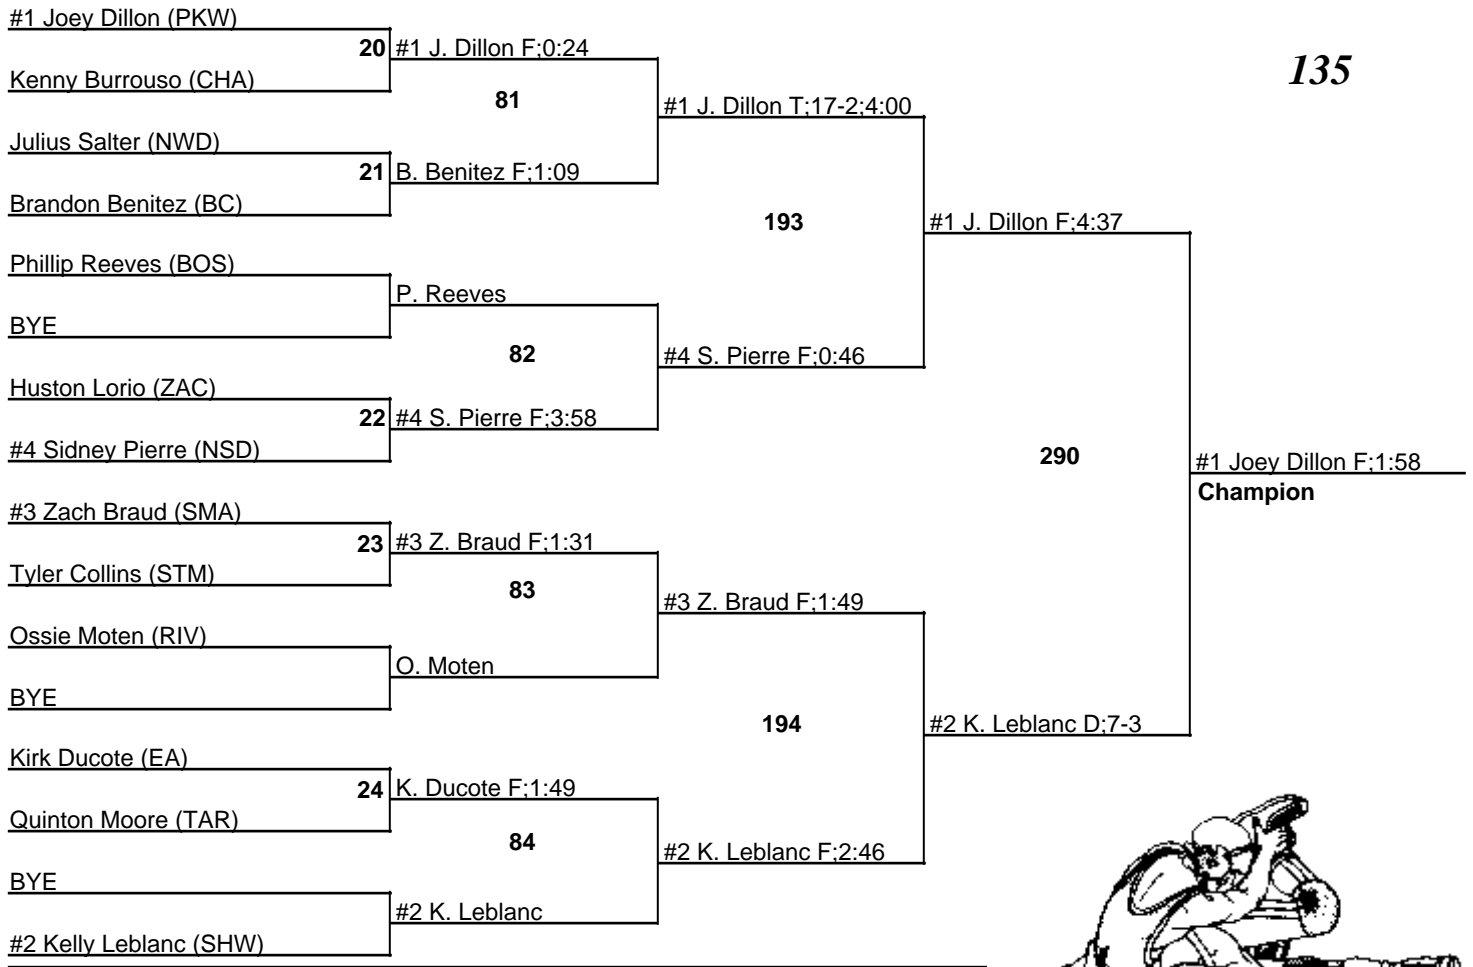 #1 Joey Dillon (PKW)
20 #1 J. Dillon F;0:24
135
Kenny Burrouso (CHA)
81
#1 J. Dillon T;17-2;4:00
Julius Salter (NWD)
21 B. Benitez F;1:09
Brandon Benitez (BC)
193
#1 J. Dillon F;4:37
Phillip Reeves (BOS)
P. Reeves
BYE
82
#4 S. Pierre F;0:46
Huston Lorio (ZAC)
22 #4 S. Pierre F;3:58
#4 Sidney Pierre (NSD)
290
#1 Joey Dillon F;1:58
Champion
#3 Zach Braud (SMA)
23 #3 Z. Braud F;1:31
Tyler Collins (STM)
83
#3 Z. Braud F;1:49
Ossie Moten (RIV)
O. Moten
BYE
194
#2 K. Leblanc D;7-3
Kirk Ducote (EA)
24 K. Ducote F;1:49
Quinton Moore (TAR)
84
#2 K. Leblanc F;2:46
BYE
#2 K. Leblanc
#2 Kelly Leblanc (SHW)